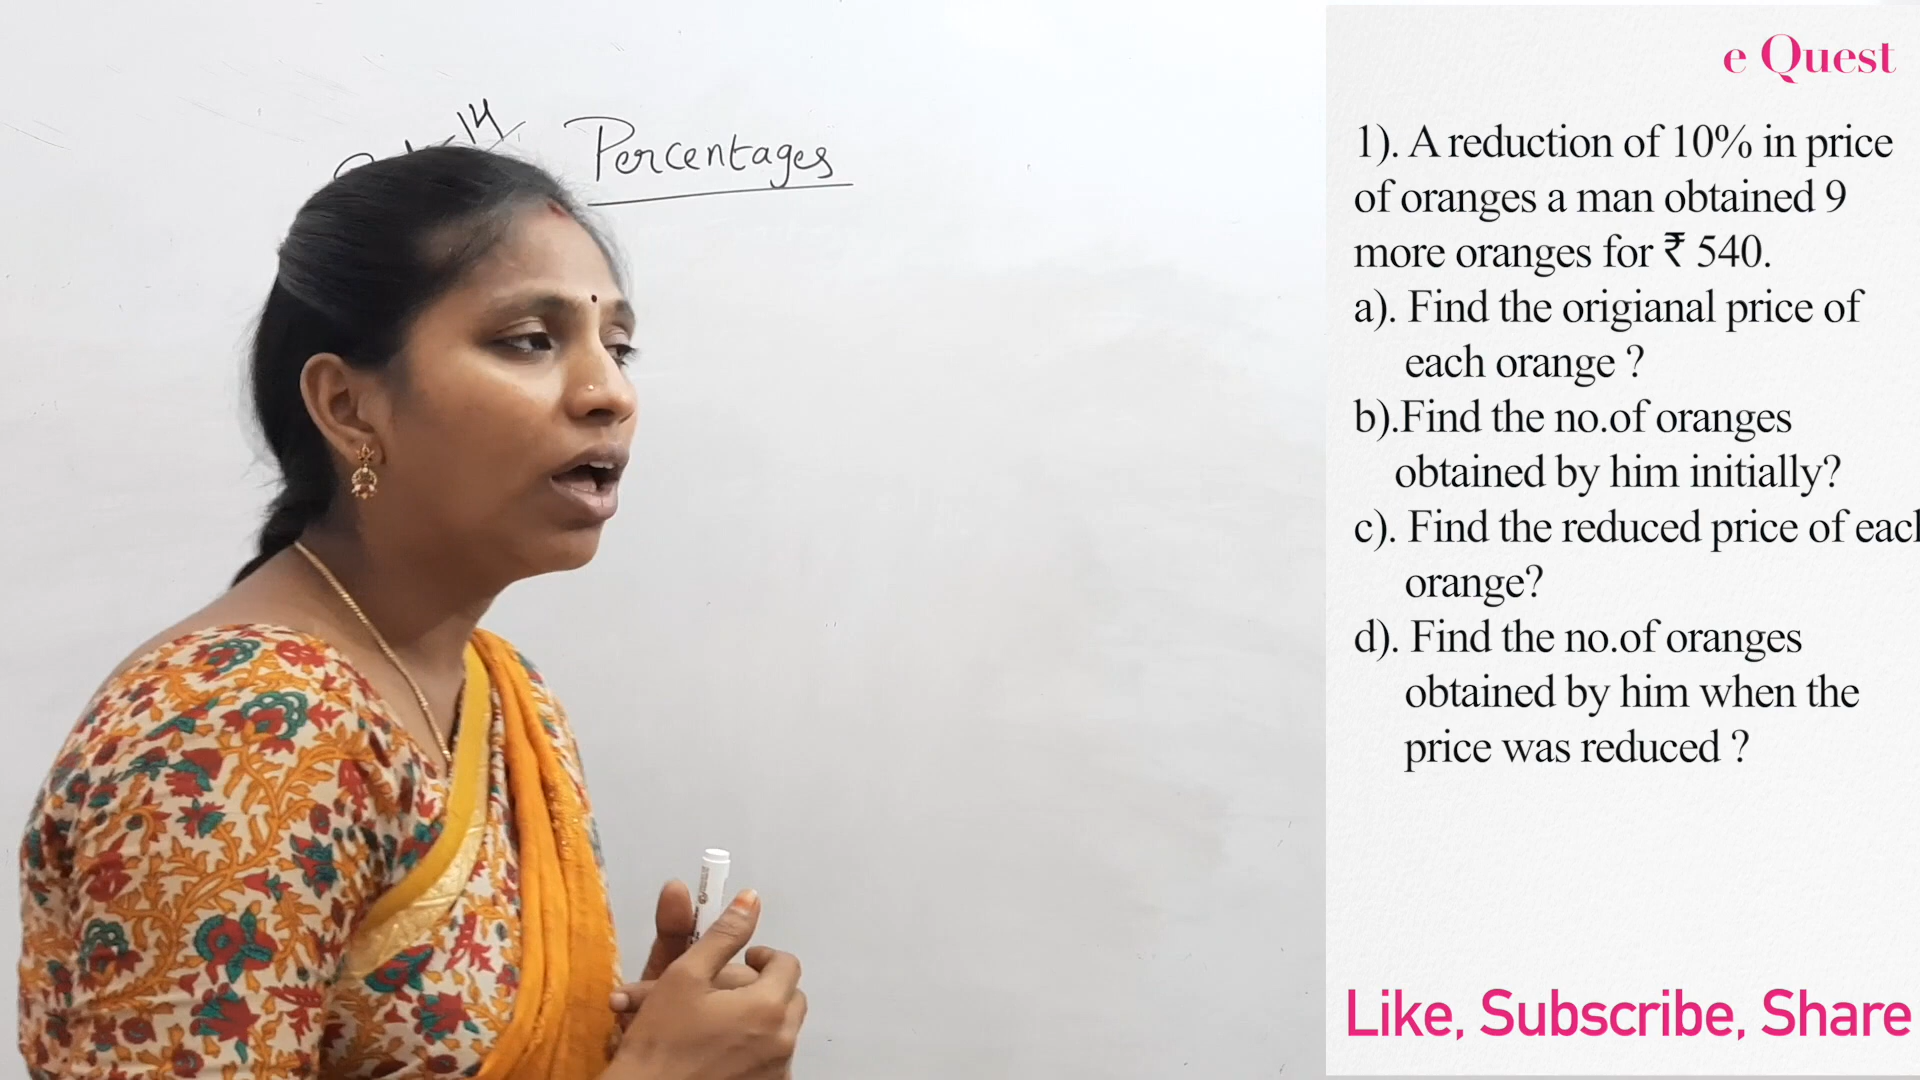 14
Percentages
e Quest
1). A reduction of 10% in price
of oranges a man obtained 9
more oranges for ₹ 540.
a). Find the origianal price of
each orange ?
b).Find the no.of oranges
obtained by him initially?
c). Find the reduced price of each
orange?
d). Find the no.of oranges
obtained by him when the
price was reduced ?
Like, Subscribe, Share